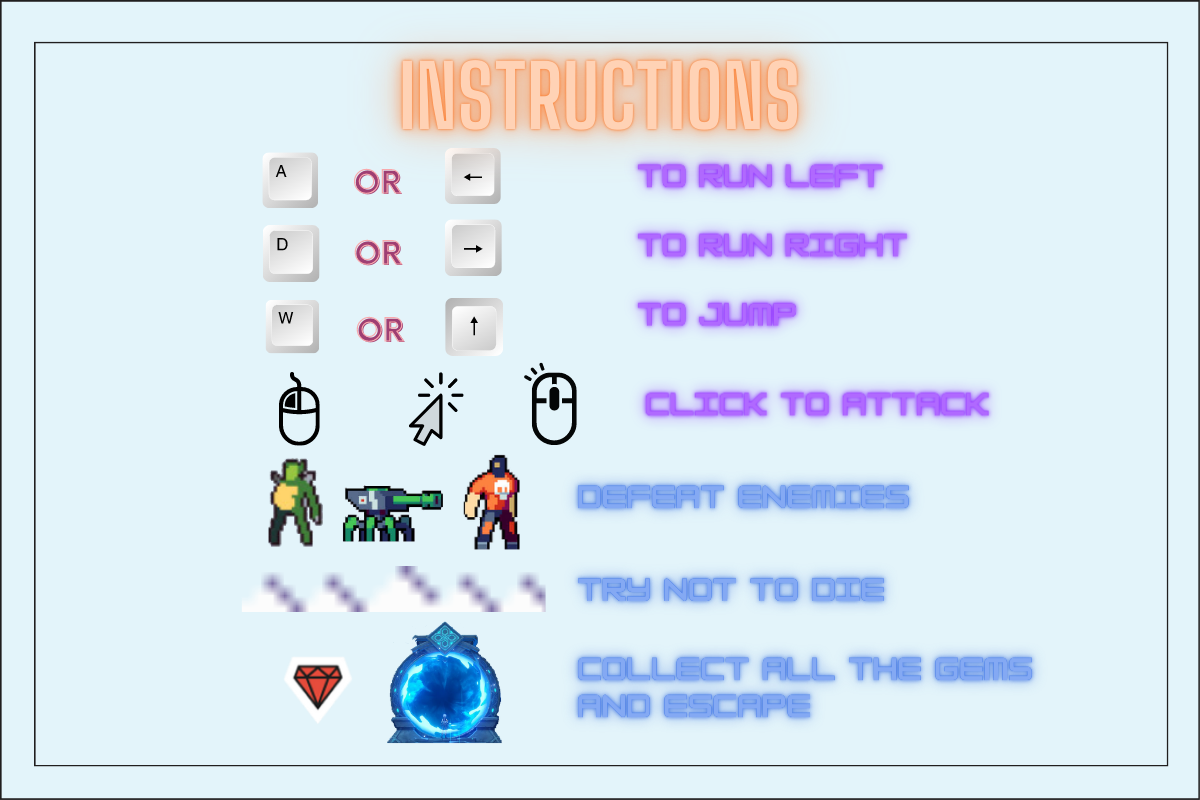 INSTRUCTIONS
A OR ← TO RUN LEFT
D OR → TO RUN RIGHT
W OR ↑ TO JUMP
CLICK TO ATTACK
DEFEAT ENEMIES
TRY NOT TO DIE
COLLECT ALL THE GEMS
AND ESCAPE